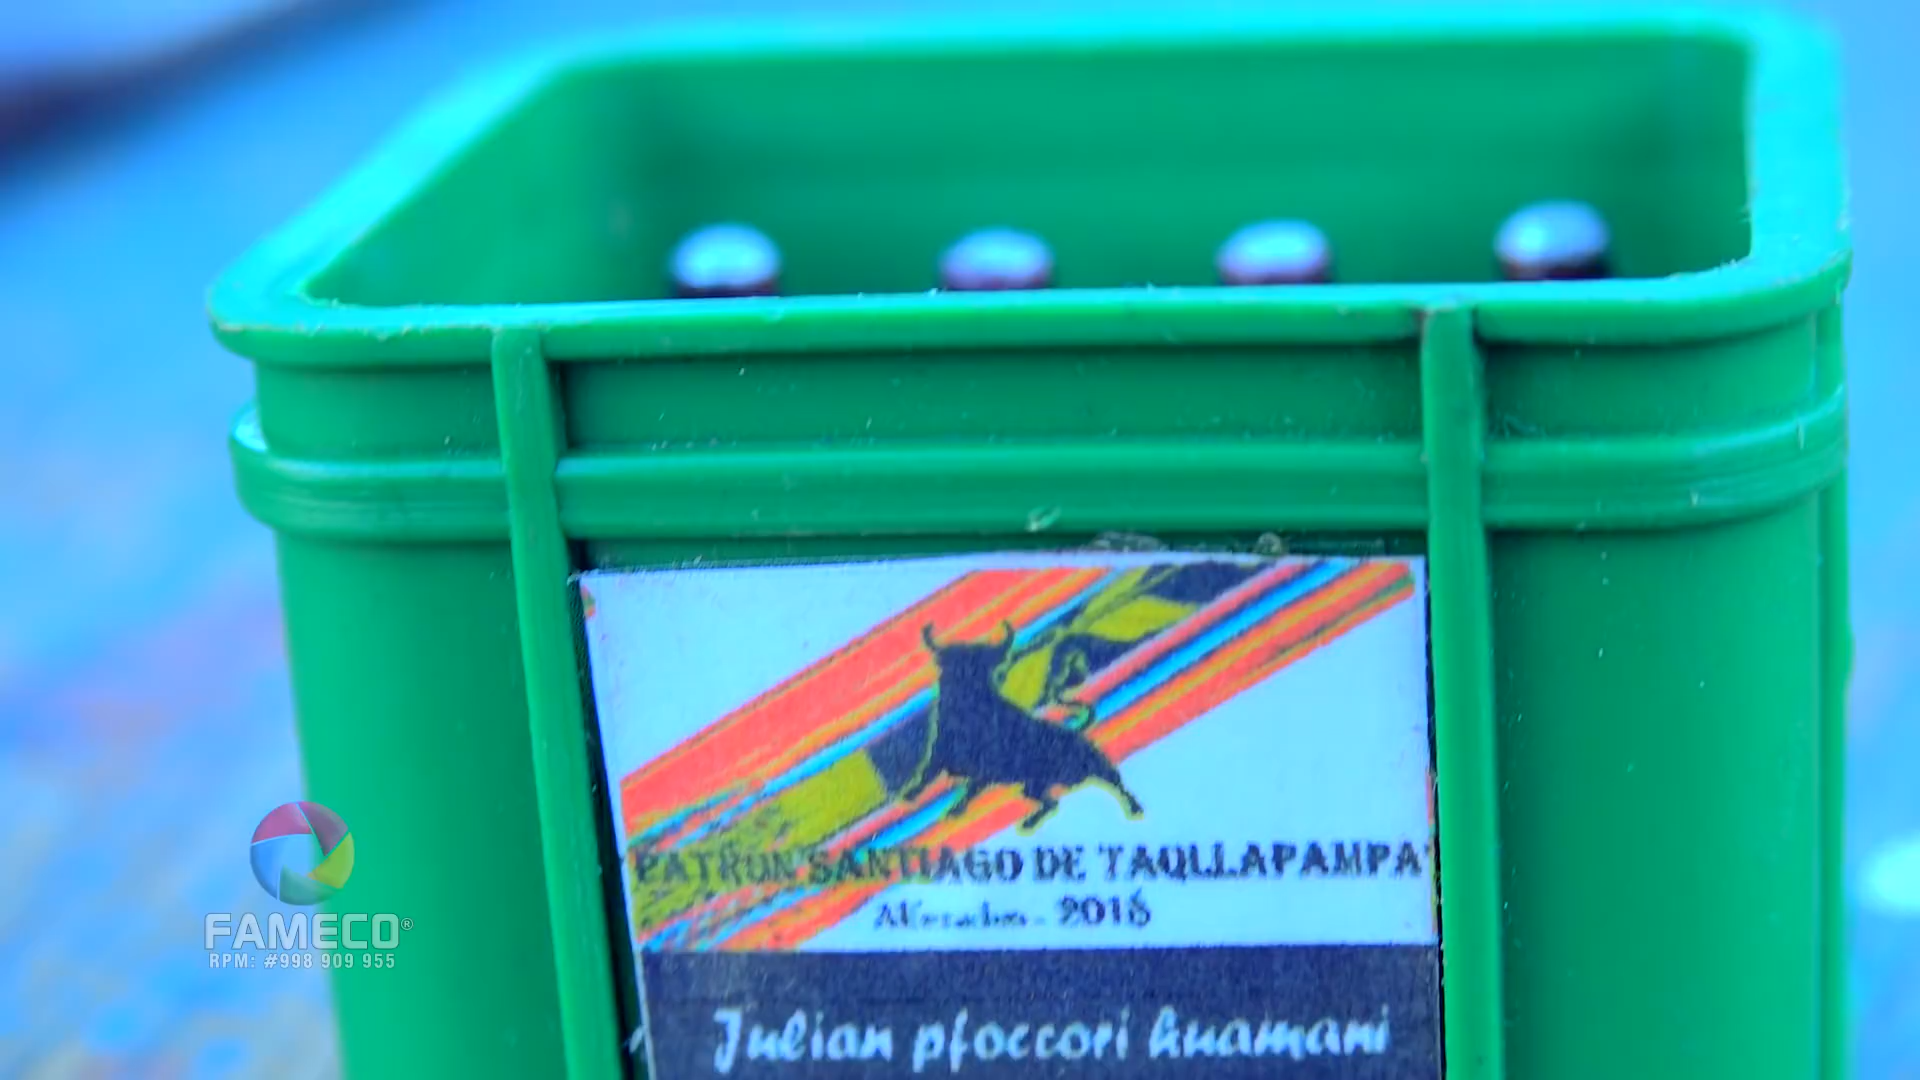 PATRON SANTIAGO DE TAQLLAPAMPA
- 2016
Julian pfoccori huamani
FAMECO®
RPM: #998 909 955